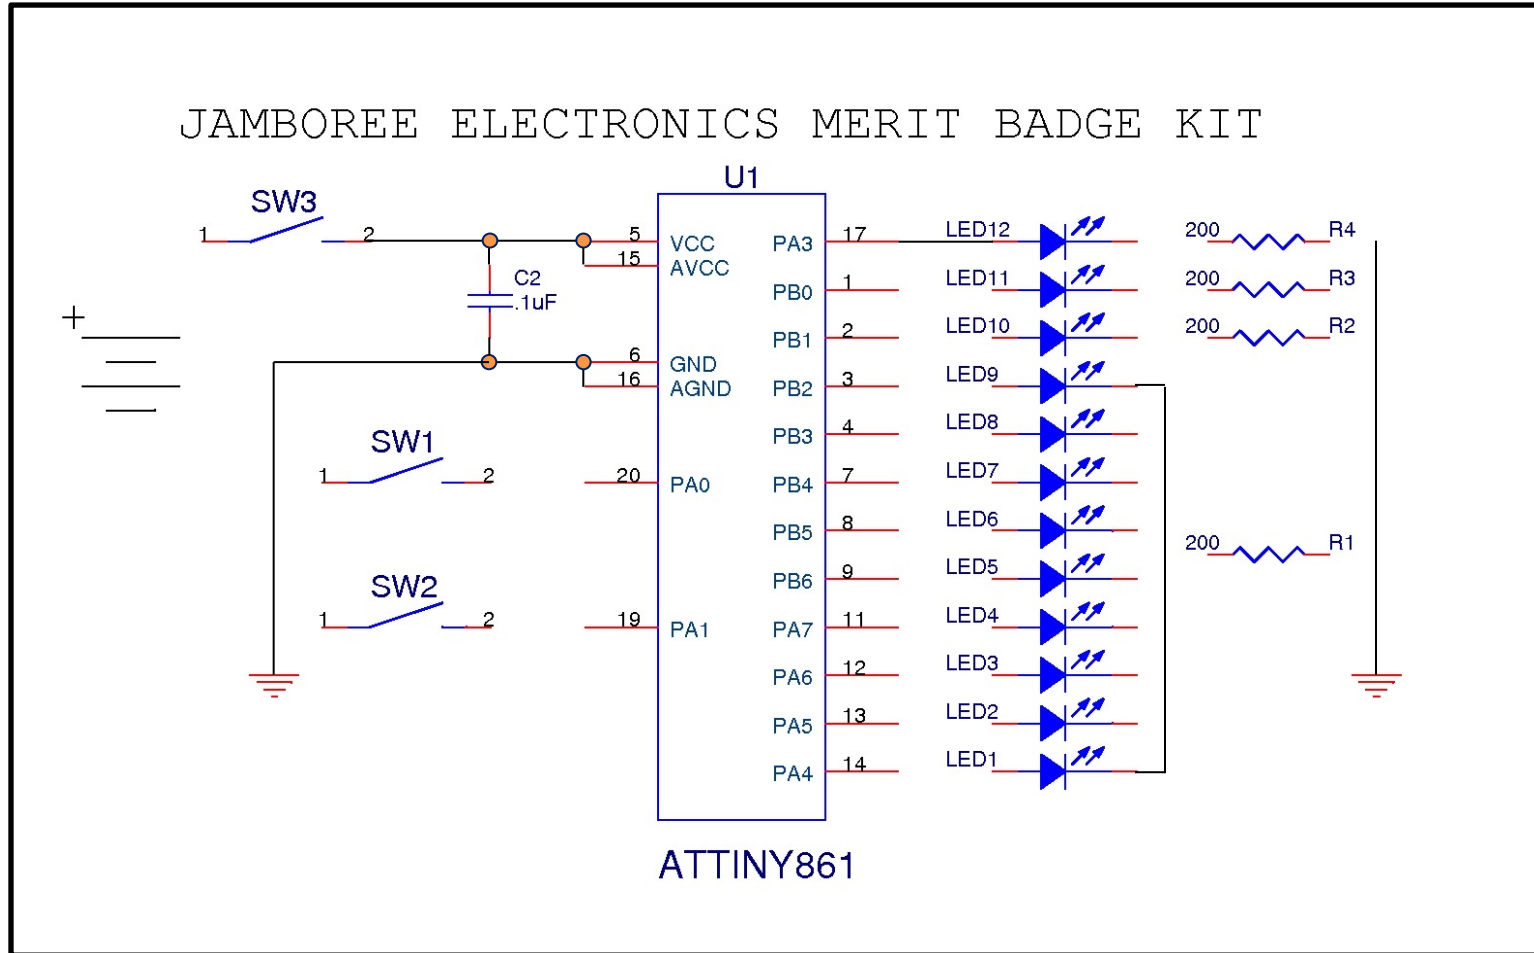 JAMBOREE ELECTRONICS MERIT BADGE KIT
U1
SW3
1 2
5 VCC
15 AVCC
C2
.1uF
+
6 GND
16 AGND
SW1
1 2
20 PA0
SW2
1 2
19 PA1
PA3 17 LED12 200 R4
PB0 1 LED11 200 R3
PB1 2 LED10 200 R2
PB2 3 LED9
PB3 4 LED8
PB4 7 LED7
PB5 8 LED6
200 R1
PB6 9 LED5
PA7 11 LED4
PA6 12 LED3
PA5 13 LED2
PA4 14 LED1
ATTINY861